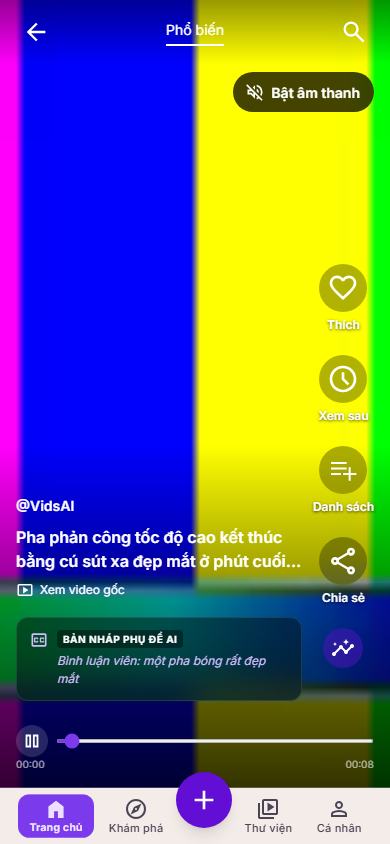 Phổ biến
Bật âm thanh
Thích
Xem sau
Danh sách
Chia sẻ
@VidsAI
Pha phản công tốc độ cao kết thúc
bằng cú sút xa đẹp mắt ở phút cuối...
Xem video gốc
CC BẢN NHÁP PHỤ ĐỀ AI
Bình luận viên: một pha bóng rất đẹp
mắt
00:00
00:08
Trang chủ
Khám phá
Thư viện
Cá nhân